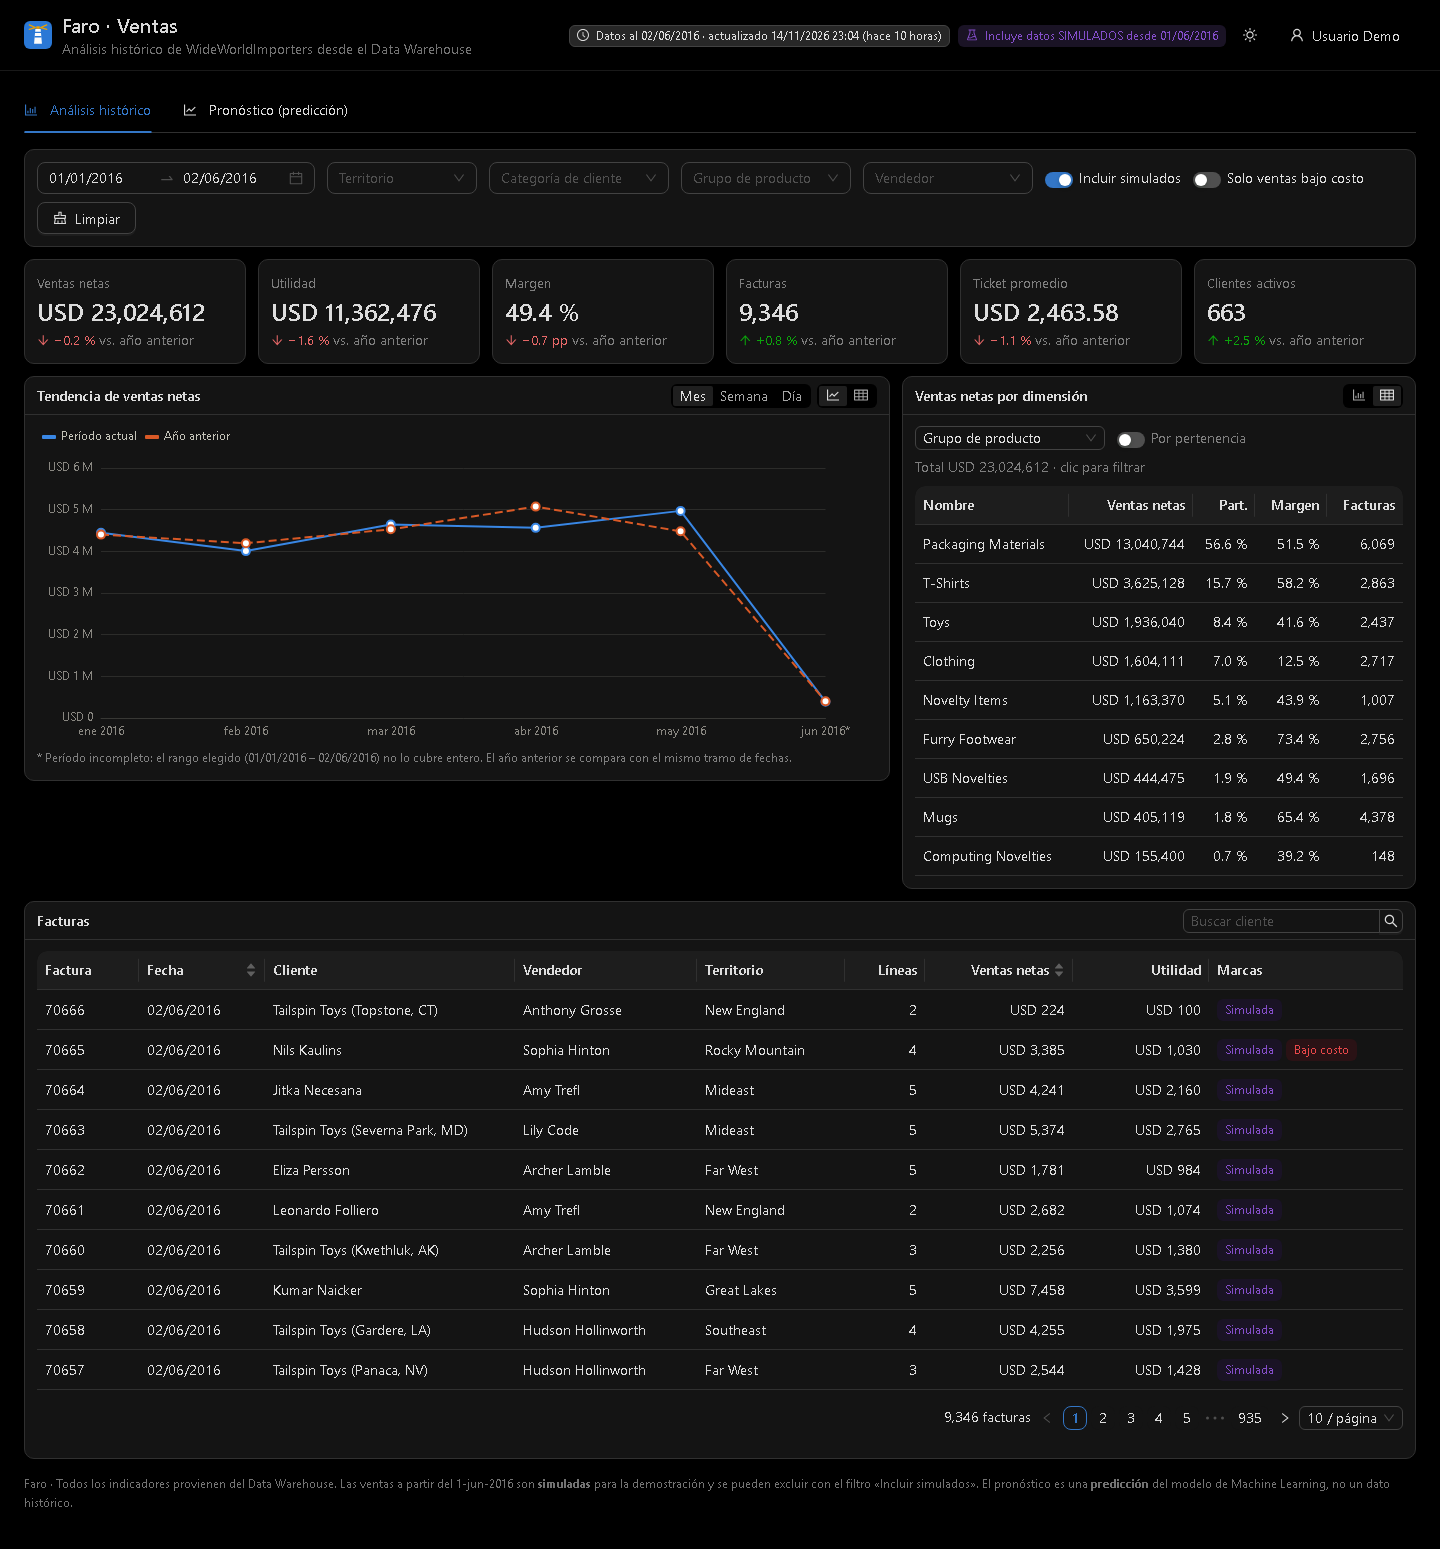 Faro · Ventas
Análisis histórico de WideWorldImporters desde el Data Warehouse
Datos al 02/06/2016 · actualizado 14/11/2026 23:04 (hace 10 horas)
Incluye datos SIMULADOS desde 01/06/2016
Usuario Demo
Análisis histórico
Pronóstico (predicción)
01/01/2016
02/06/2016
Territorio
Categoría de cliente
Grupo de producto
Vendedor
Incluir simulados
Solo ventas bajo costo
Limpiar
Ventas netas
USD 23,024,612
↓ −0.2 % vs. año anterior
Utilidad
USD 11,362,476
↓ −1.6 % vs. año anterior
Margen
49.4 %
↓ −0.7 pp vs. año anterior
Facturas
9,346
↑ +0.8 % vs. año anterior
Ticket promedio
USD 2,463.58
↓ −1.1 % vs. año anterior
Clientes activos
663
↑ +2.5 % vs. año anterior
Tendencia de ventas netas
Mes Semana Día
Período actual Año anterior
USD 6 M
USD 5 M
USD 4 M
USD 3 M
USD 2 M
USD 1 M
USD 0
ene 2016 feb 2016 mar 2016 abr 2016 may 2016 jun 2016*
* Período incompleto: el rango elegido (01/01/2016 – 02/06/2016) no lo cubre entero. El año anterior se compara con el mismo tramo de fechas.
Ventas netas por dimensión
Grupo de producto
Por pertenencia
Total USD 23,024,612 · clic para filtrar
Nombre Ventas netas Part. Margen Facturas
Packaging Materials USD 13,040,744 56.6 % 51.5 % 6,069
T-Shirts USD 3,625,128 15.7 % 58.2 % 2,863
Toys USD 1,936,040 8.4 % 41.6 % 2,437
Clothing USD 1,604,111 7.0 % 12.5 % 2,717
Novelty Items USD 1,163,370 5.1 % 43.9 % 1,007
Furry Footwear USD 650,224 2.8 % 73.4 % 2,756
USB Novelties USD 444,475 1.9 % 49.4 % 1,696
Mugs USD 405,119 1.8 % 65.4 % 4,378
Computing Novelties USD 155,400 0.7 % 39.2 % 148
Facturas
Buscar cliente
Factura Fecha Cliente Vendedor Territorio Líneas Ventas netas Utilidad Marcas
70666 02/06/2016 Tailspin Toys (Topstone, CT) Anthony Grosse New England 2 USD 224 USD 100 Simulada
70665 02/06/2016 Nils Kaulins Sophia Hinton Rocky Mountain 4 USD 3,385 USD 1,030 Simulada Bajo costo
70664 02/06/2016 Jitka Necesana Amy Trefl Mideast 5 USD 4,241 USD 2,160 Simulada
70663 02/06/2016 Tailspin Toys (Severna Park, MD) Lily Code Mideast 5 USD 5,374 USD 2,765 Simulada
70662 02/06/2016 Eliza Persson Archer Lamble Far West 5 USD 1,781 USD 984 Simulada
70661 02/06/2016 Leonardo Folliero Amy Trefl New England 2 USD 2,682 USD 1,074 Simulada
70660 02/06/2016 Tailspin Toys (Kwethluk, AK) Archer Lamble Far West 3 USD 2,256 USD 1,380 Simulada
70659 02/06/2016 Kumar Naicker Sophia Hinton Great Lakes 5 USD 7,458 USD 3,599 Simulada
70658 02/06/2016 Tailspin Toys (Gardere, LA) Hudson Hollinworth Southeast 4 USD 4,255 USD 1,975 Simulada
70657 02/06/2016 Tailspin Toys (Panaca, NV) Hudson Hollinworth Far West 3 USD 2,544 USD 1,428 Simulada
9,346 facturas 1 2 3 4 5 ••• 935 10 / página
Faro · Todos los indicadores provienen del Data Warehouse. Las ventas a partir del 1-jun-2016 son simuladas para la demostración y se pueden excluir con el filtro «Incluir simulados». El pronóstico es una predicción del modelo de Machine Learning, no un dato
histórico.